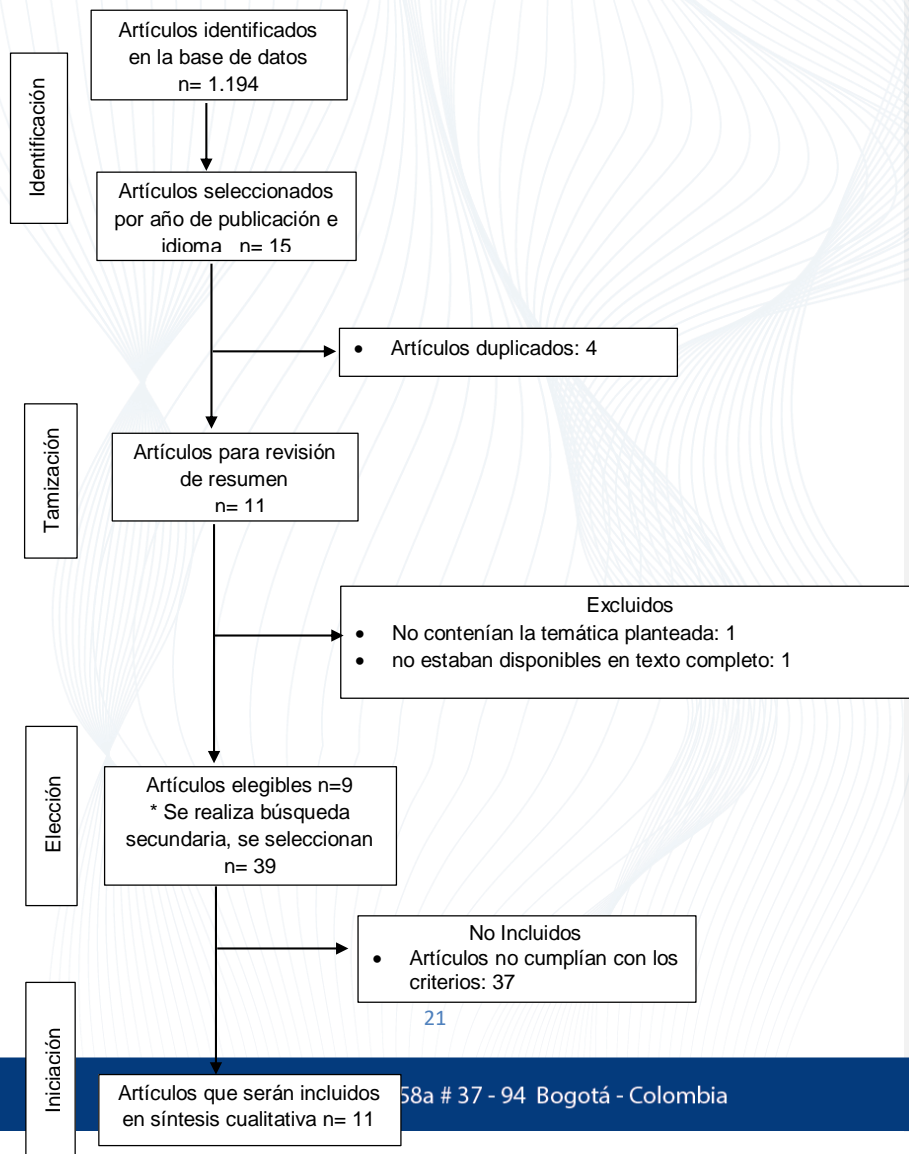 Artículos identificados
en la base de datos
n= 1.194
Identificación
Artículos seleccionados
por año de publicación e
idioma n= 15
• Artículos duplicados: 4
Tamización
Artículos para revisión
de resumen
n= 11
Excluidos
• No contenían la temática planteada: 1
• no estaban disponibles en texto completo: 1
Elección
Artículos elegibles n=9
* Se realiza búsqueda
secundaria, se seleccionan
n= 39
No Incluidos
• Artículos no cumplían con los
criterios: 37
21
Iniciación
Artículos que serán incluidos
en síntesis cualitativa n= 11
58a # 37 - 94 Bogotá - Colombia